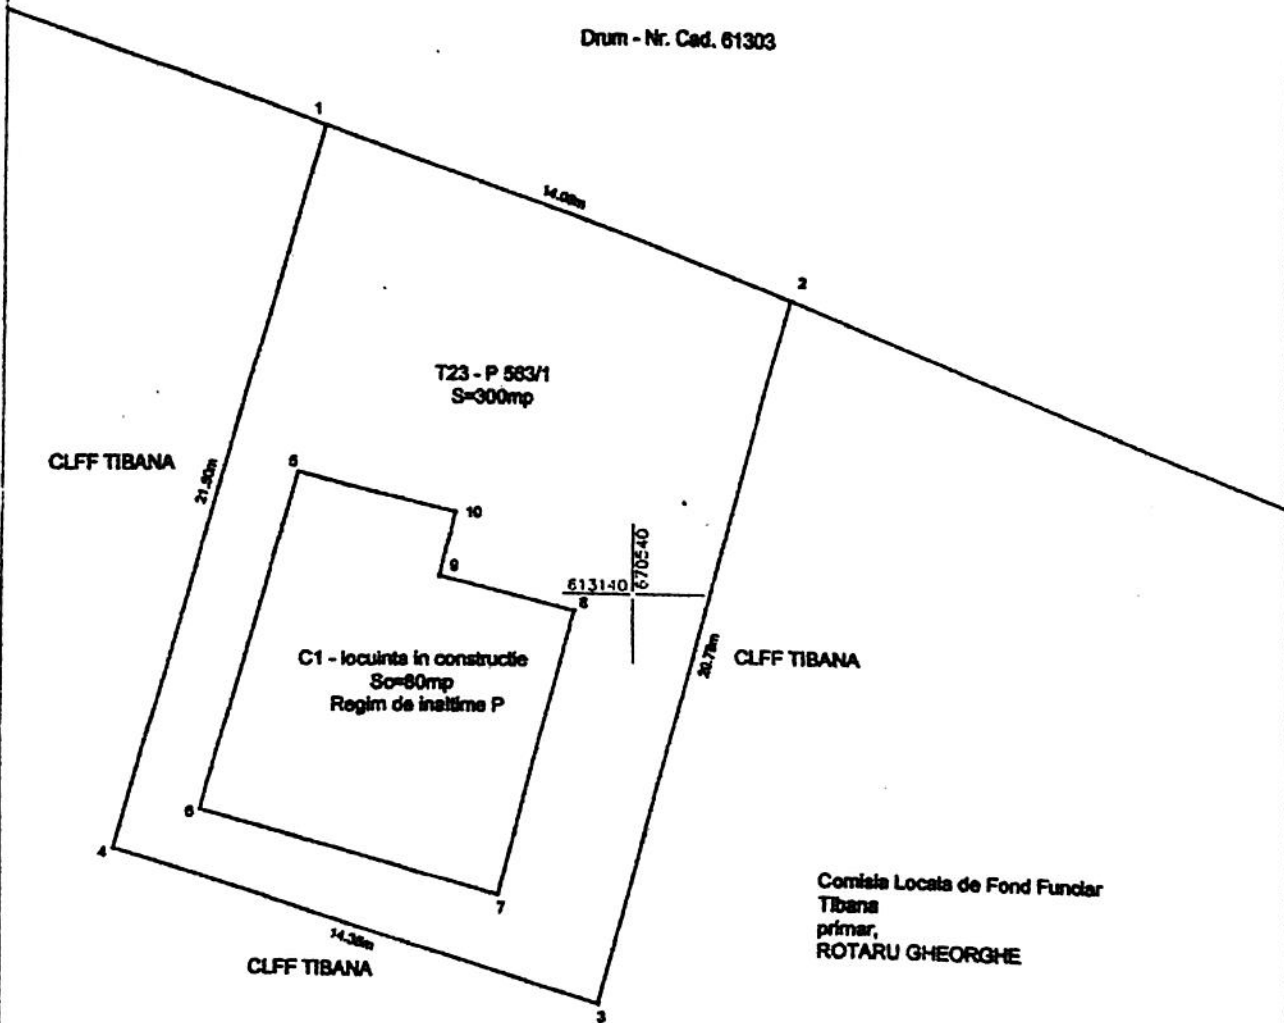 Drum - Nr. Cad. 61303
1
14.08m
2
T23 - P 563/1
S=300mp
CLFF TIBANA
21.90m
5
10
9
613140
670540
8
C1 - locuinta in constructie
Sc=80mp
Regim de inaltime P
20.79m
CLFF TIBANA
6
4
7
14.36m
CLFF TIBANA
3
Comisia Locala de Fond Funciar
Tibana
primar,
ROTARU GHEORGHE